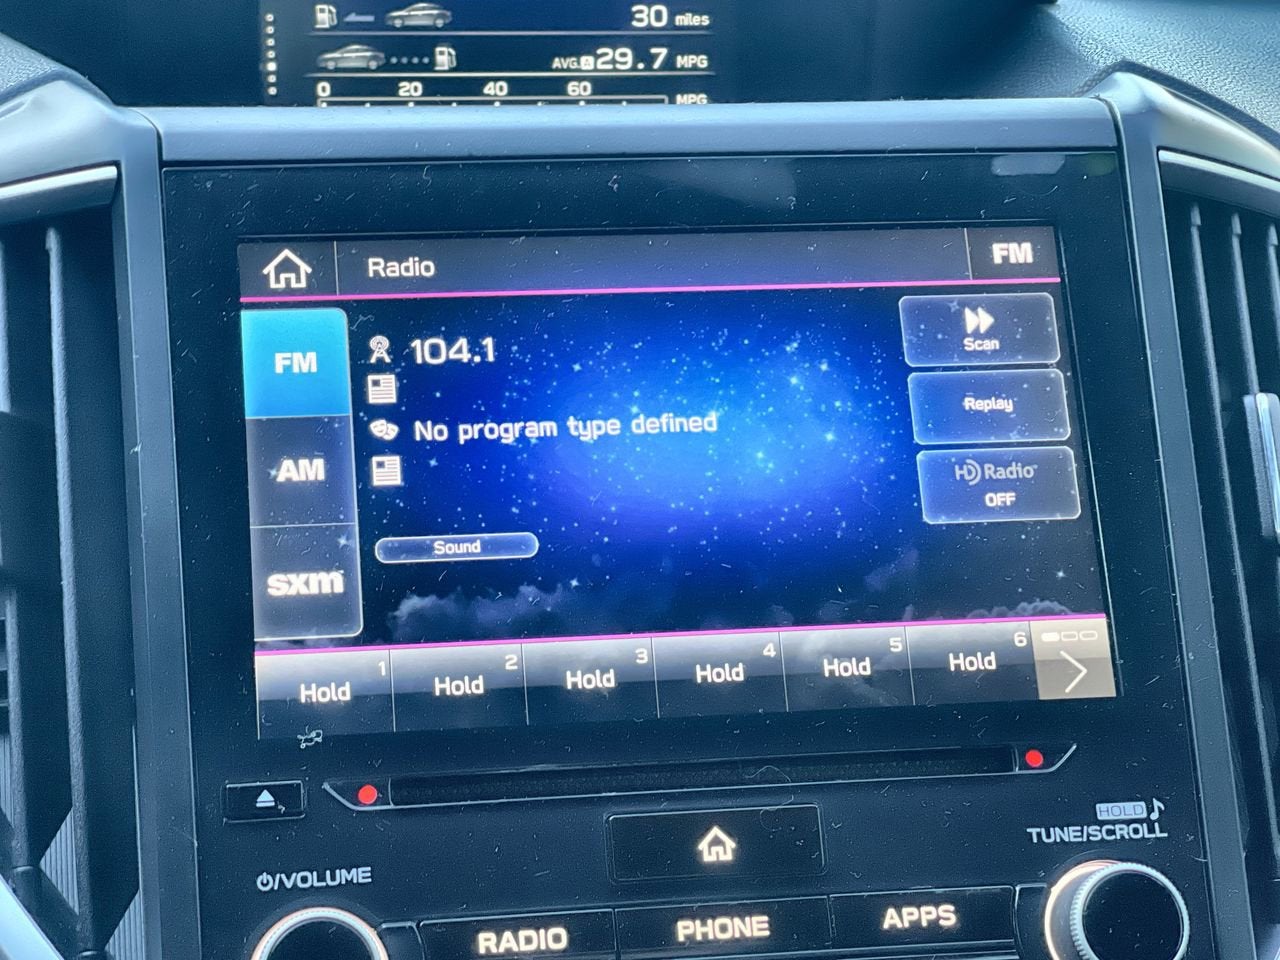 30 miles
AVG. A 29.7 MPG
0 20 40 60
MPG
Radio
FM
FM
104.1
Scan
Replay
No program type defined
AM
HD Radio
OFF
Sound
sxm
1 2 3 4 5 6
Hold Hold Hold Hold Hold Hold
HOLD
TUNE/SCROLL
/VOLUME
RADIO PHONE APPS